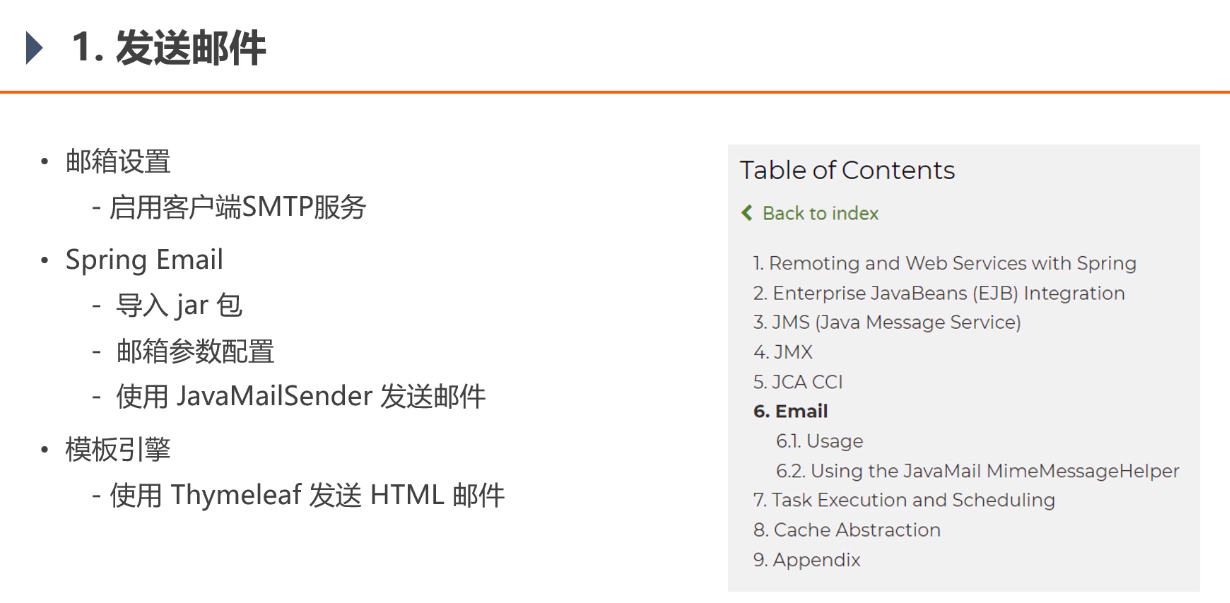 1. 发送邮件
• 邮箱设置
- 启用客户端SMTP服务
• Spring Email
- 导入 jar 包
- 邮箱参数配置
- 使用 JavaMailSender 发送邮件
• 模板引擎
- 使用 Thymeleaf 发送 HTML 邮件
Table of Contents
Back to index
1. Remoting and Web Services with Spring
2. Enterprise JavaBeans (EJB) Integration
3. JMS (Java Message Service)
4. JMX
5. JCA CCI
6. Email
6.1. Usage
6.2. Using the JavaMail MimeMessageHelper
7. Task Execution and Scheduling
8. Cache Abstraction
9. Appendix